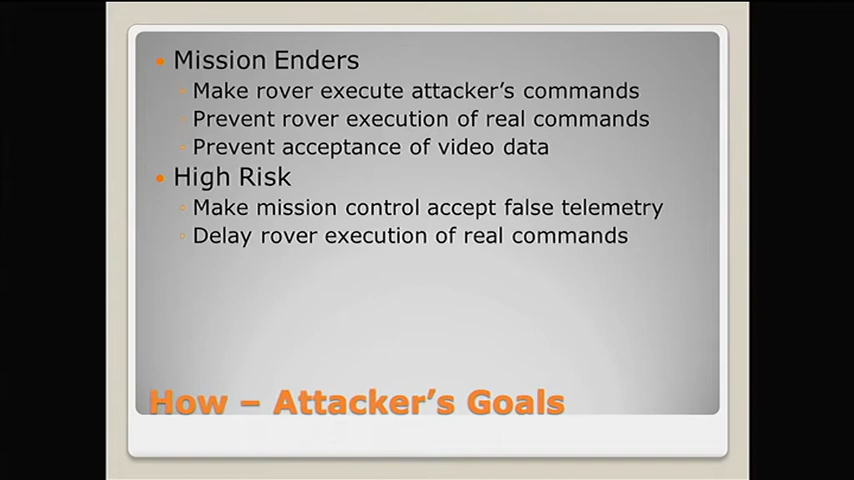 Mission Enders
Make rover execute attacker's commands
Prevent rover execution of real commands
Prevent acceptance of video data
High Risk
Make mission control accept false telemetry
Delay rover execution of real commands
How – Attacker's Goals